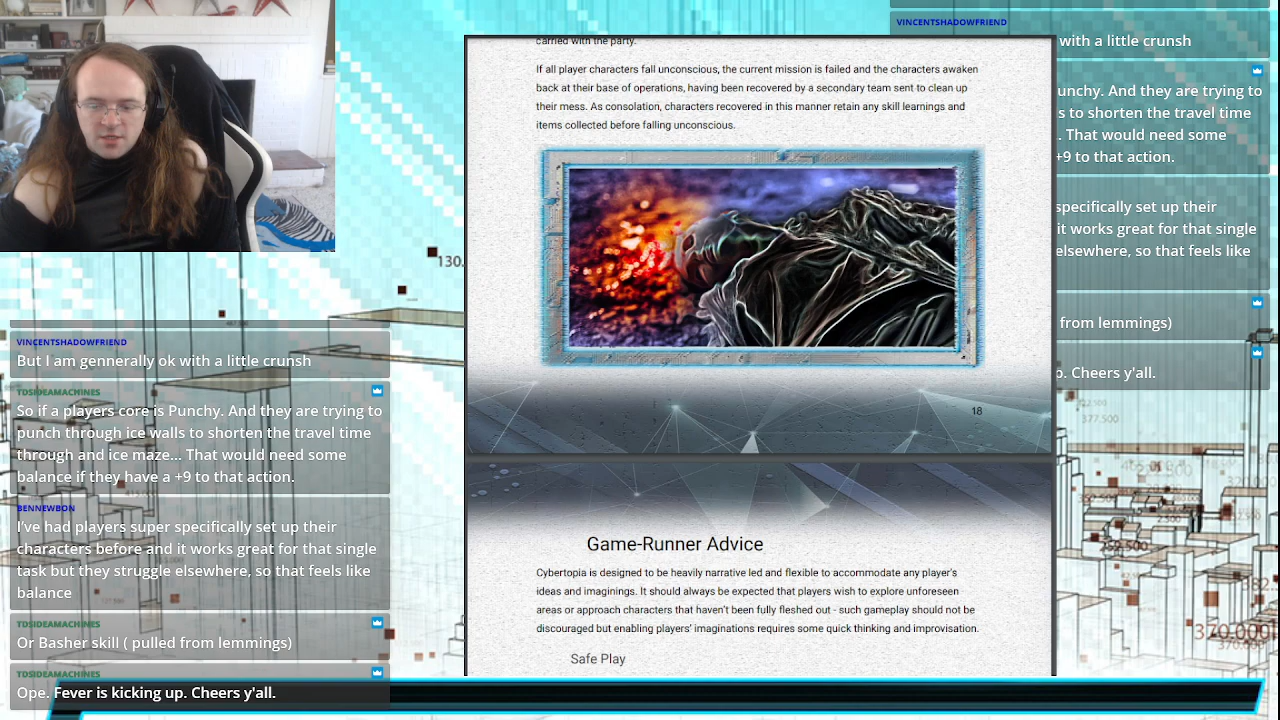 VINCENTSHADOWFRIEND
But I am gennerally ok with a little crunsh
TDSIDEAMACHINES
So if a players core is Punchy. And they are trying to
punch through ice walls to shorten the travel time
through and ice maze... That would need some
balance if they have a +9 to that action.
BENNEWBON
I've had players super specifically set up their
characters before and it works great for that single
task but they struggle elsewhere, so that feels like
balance
TDSIDEAMACHINES
Or Basher skill ( pulled from lemmings)
TDSIDEAMACHINES
Ope. Fever is kicking up. Cheers y'all.
130.
carried with the party.
If all player characters fall unconscious, the current mission is failed and the characters awaken
back at their base of operations, having been recovered by a secondary team sent to clean up
their mess. As consolation, characters recovered in this manner retain any skill learnings and
items collected before falling unconscious.
18
Game-Runner Advice
Cybertopia is designed to be heavily narrative led and flexible to accommodate any player's
ideas and imaginings. It should always be expected that players wish to explore unforeseen
areas or approach characters that haven't been fully fleshed out - such gameplay should not be
discouraged but enabling players' imaginations requires some quick thinking and improvisation.
Safe Play
VINCENTSHADOWFRIEND
with a little crunsh
unchy. And they are trying to
s to shorten the travel time
. That would need some
+9 to that action.
specifically set up their
it works great for that single
elsewhere, so that feels like
from lemmings)
o. Cheers y'all.
377.500
370.000